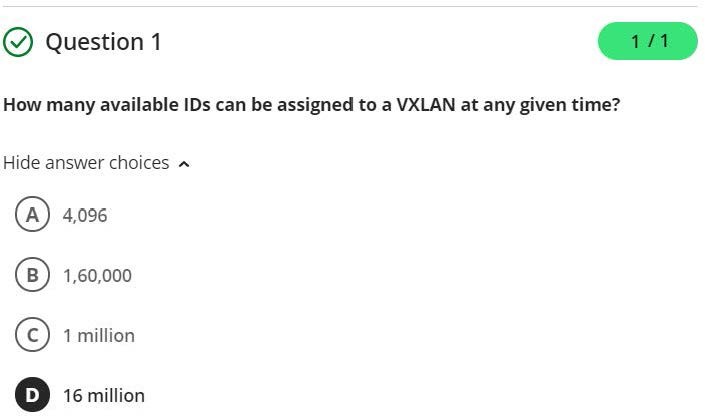 Question 1
1 / 1
How many available IDs can be assigned to a VXLAN at any given time?
Hide answer choices
A 4,096
B 1,60,000
C 1 million
D 16 million